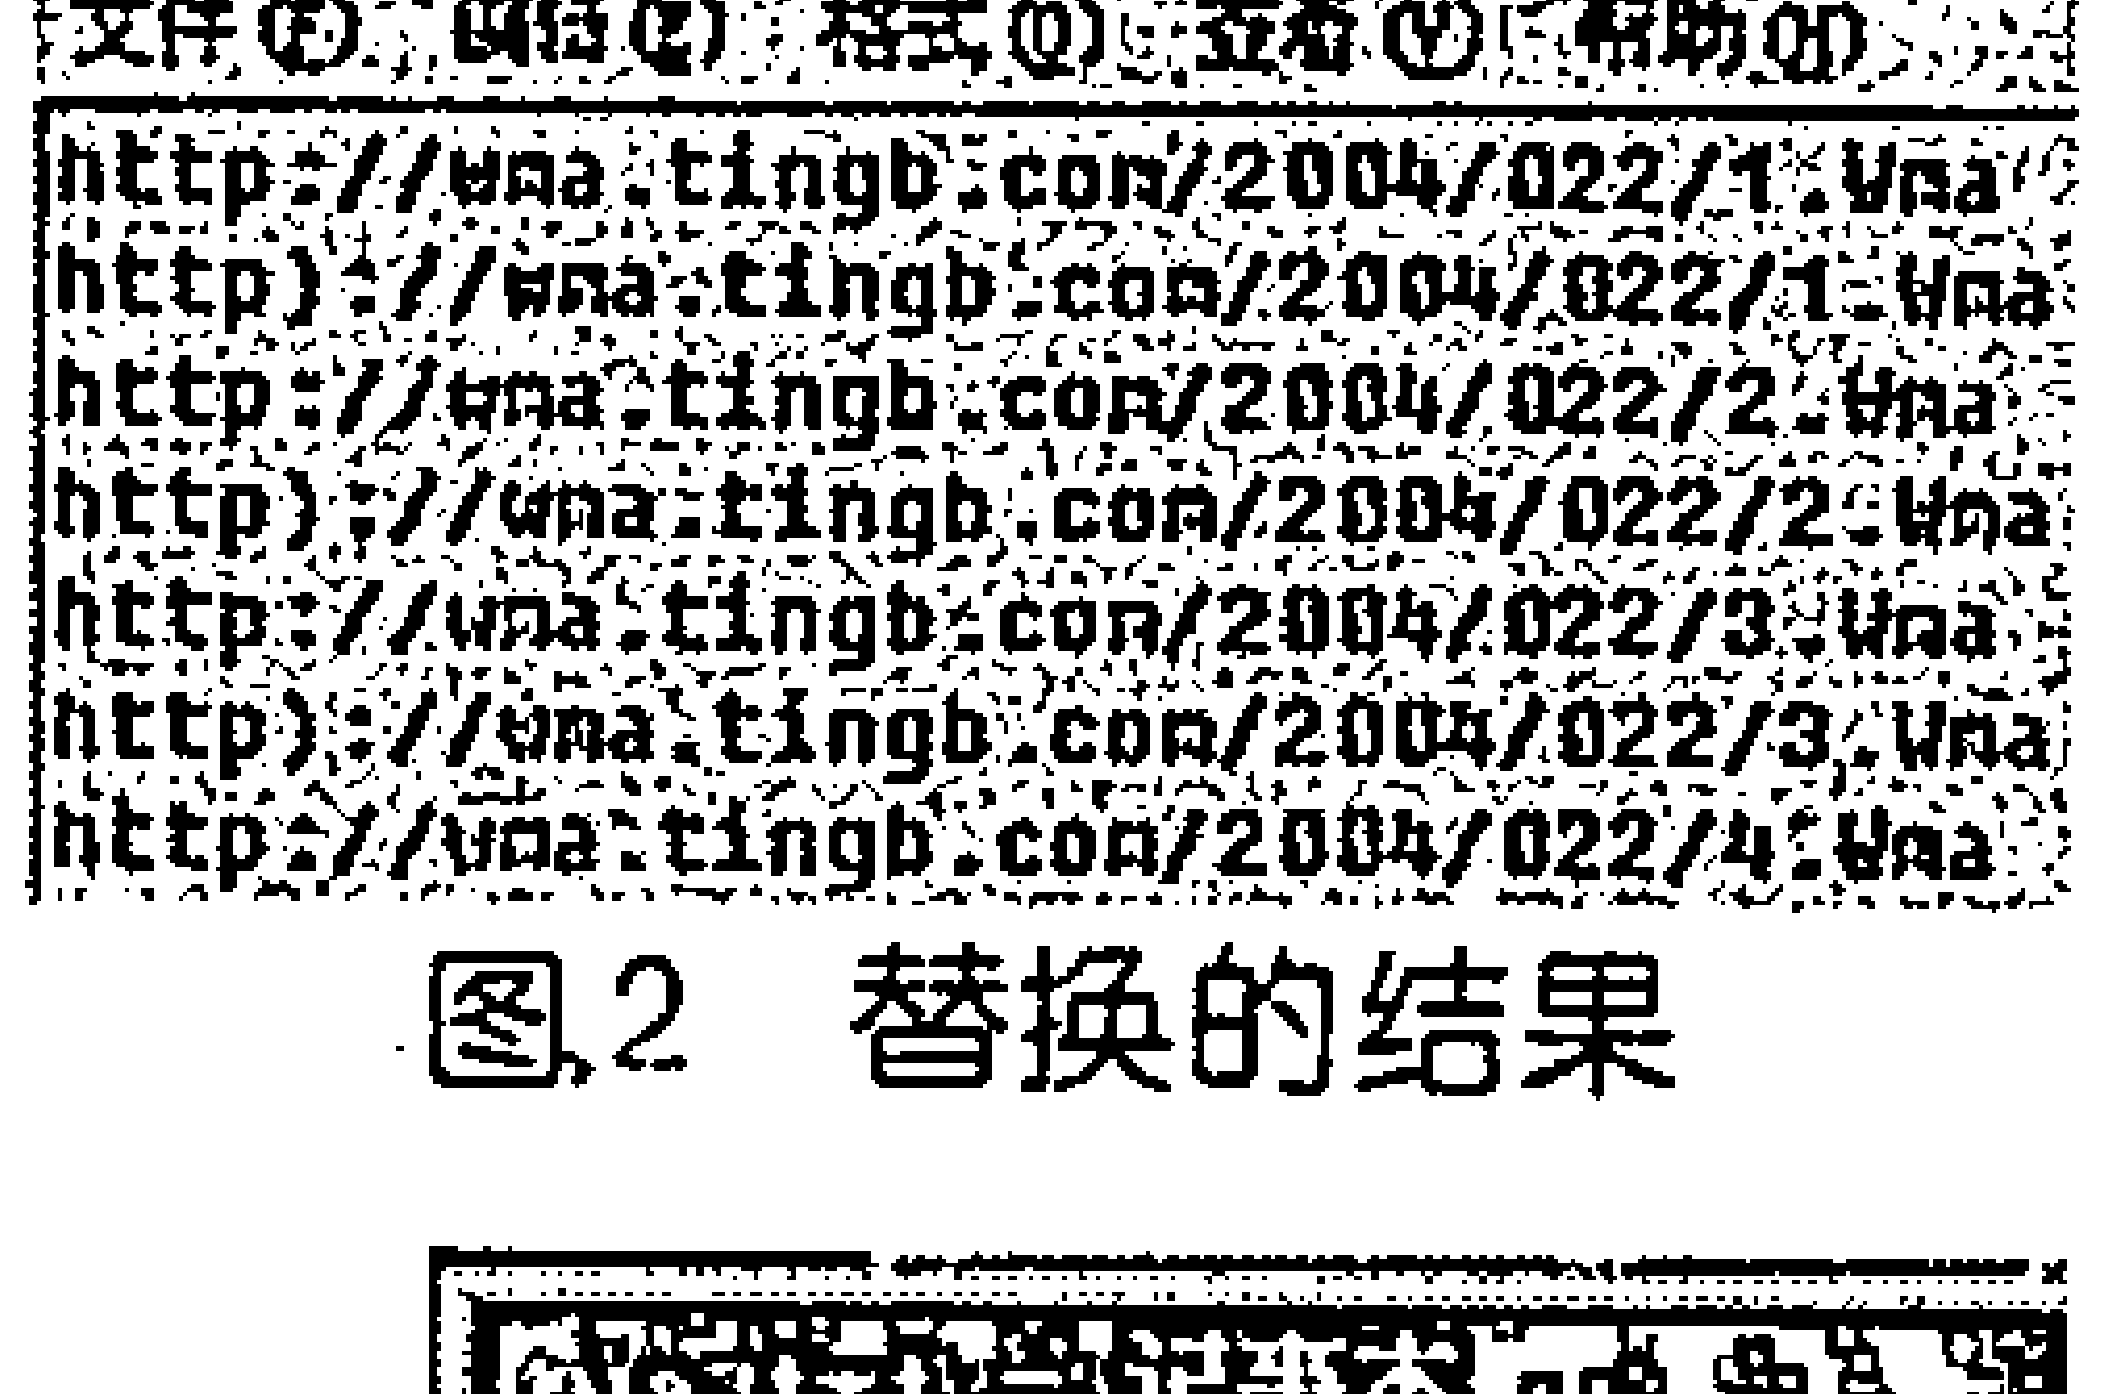 文件(F) 编辑(E) 格式(O) 查看(V) 帮助(H)
http://wma.tingb.com/2004/022/1.Wma
http)://wma.tingb.com/2004/022/1.Wma
http://wma.tingb.com/2004/022/2.Wma
http)://wma.tingb.com/2004/022/2.Wma
http://wma.tingb.com/2004/022/3.Wma
http)://wma.tingb.com/2004/022/3.Wma
http://wma.tingb.com/2004/022/4.Wma
图2 替换的结果